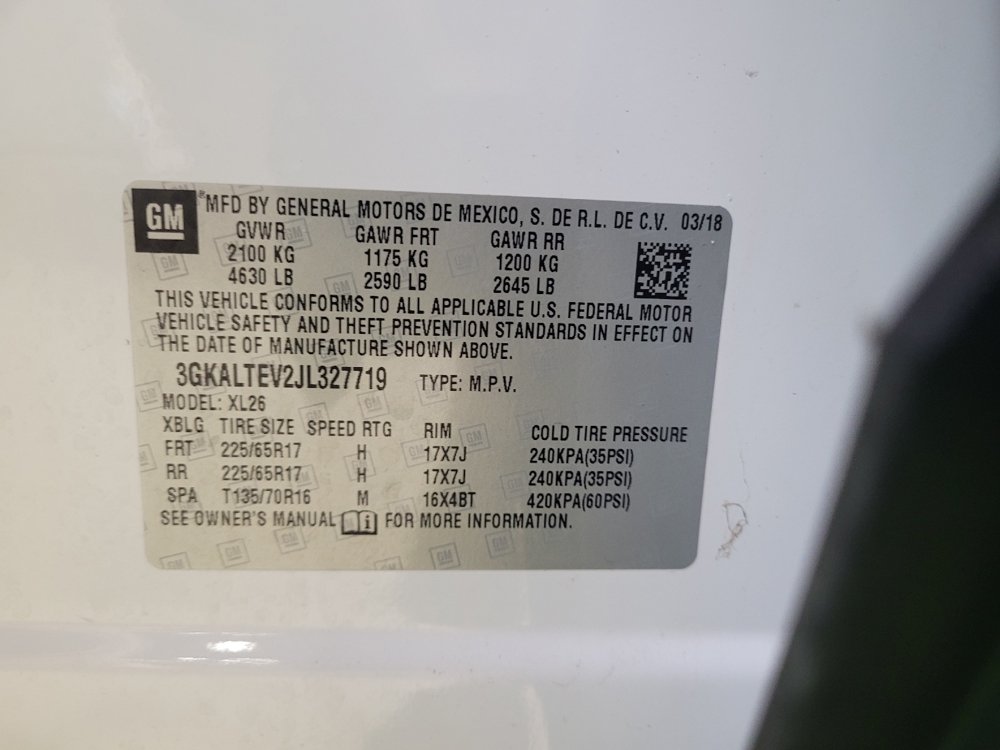 GM ® MFD BY GENERAL MOTORS DE MEXICO, S. DE R.L. DE C.V. 03/18
GVWR GAWR FRT GAWR RR
2100 KG 1175 KG 1200 KG
4630 LB 2590 LB 2645 LB
THIS VEHICLE CONFORMS TO ALL APPLICABLE U.S. FEDERAL MOTOR
VEHICLE SAFETY AND THEFT PREVENTION STANDARDS IN EFFECT ON
THE DATE OF MANUFACTURE SHOWN ABOVE.
3GKALTEV2JL327719 TYPE: M.P.V.
MODEL: XL26
XBLG TIRE SIZE SPEED RTG RIM COLD TIRE PRESSURE
FRT 225/65R17 H 17X7J 240KPA(35PSI)
RR 225/65R17 H 17X7J 240KPA(35PSI)
SPA T135/70R16 M 16X4BT 420KPA(60PSI)
SEE OWNER'S MANUAL i FOR MORE INFORMATION.